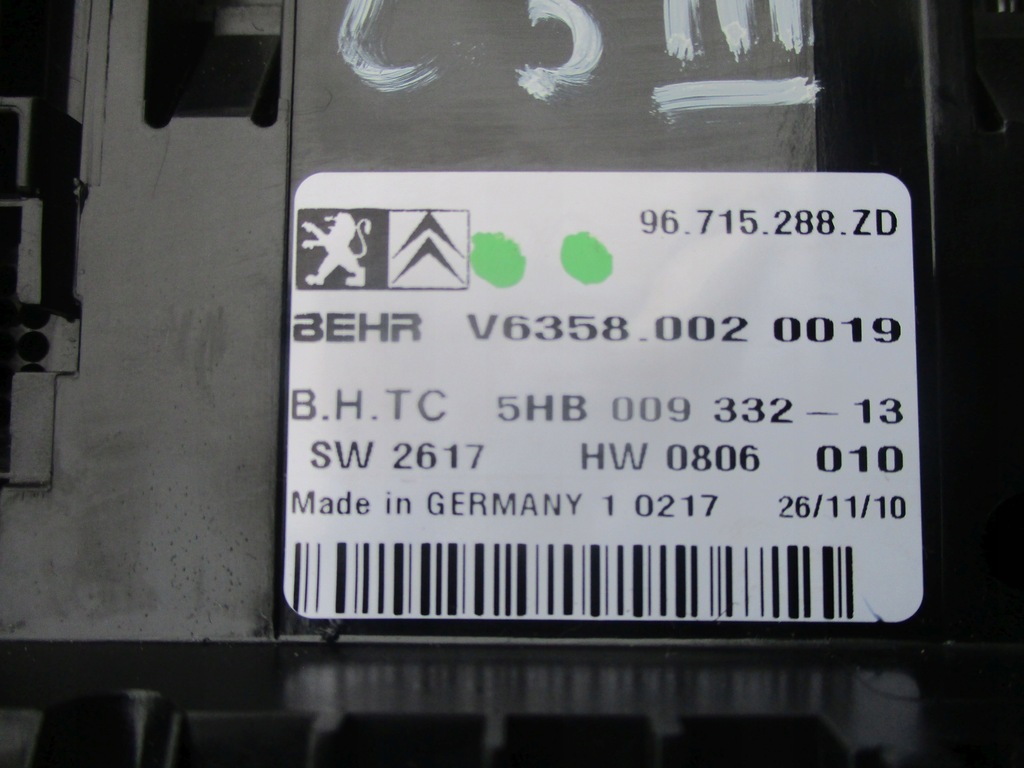 96.715.288.ZD
BEHR V6358.002 0019
B.H.TC 5HB 009 332-13
SW 2617 HW 0806 010
Made in GERMANY 1 0217 26/11/10